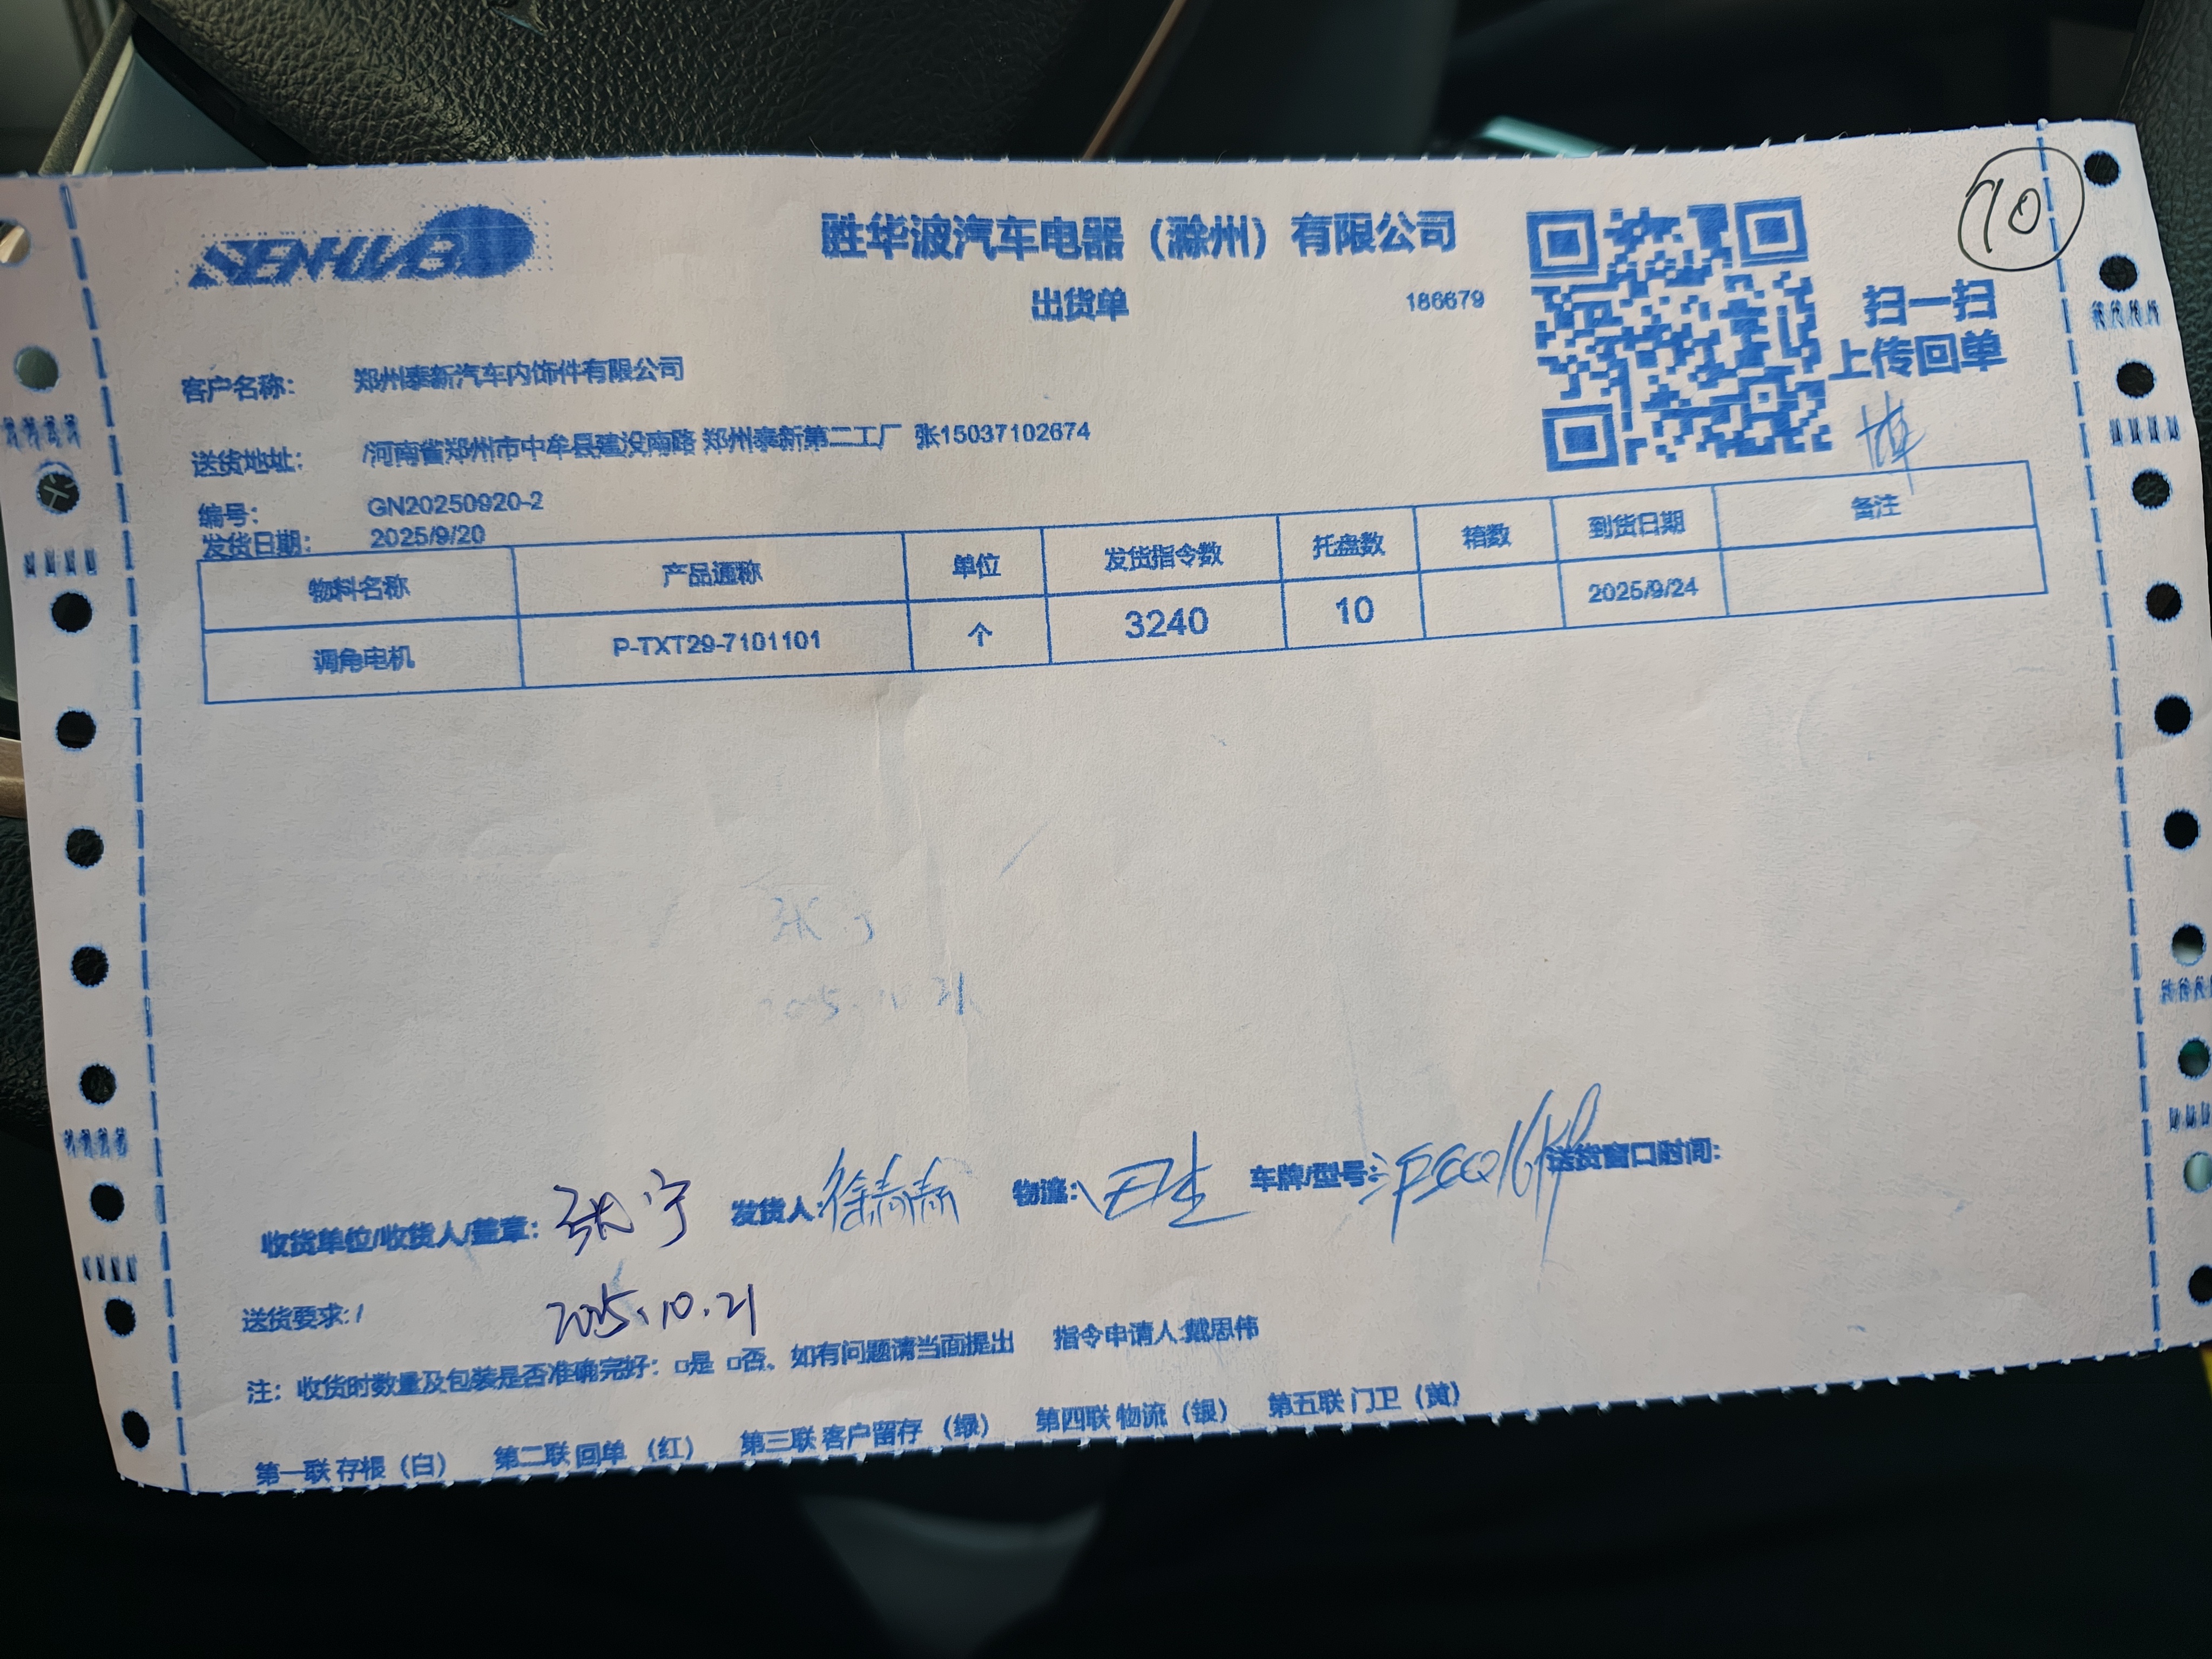 SENHWB
胜华波汽车电器（滁州）有限公司
10
出货单
186679
扫一扫
上传回单
客户名称： 郑州泰新汽车内饰件有限公司
送货地址： /河南省郑州市中牟县建设南路 郑州泰新第二工厂 张15037102674
编号： GN20250920-2
发货日期： 2025/9/20
物料名称 产品通称 单位 发货指令数 托盘数 箱数 到货日期 备注
调角电机 P-TXT29-7101101 个 3240 10 2025/9/24
收货单位/收货人/盖章： 张宁 发货人：徐青青 物流： 车牌/型号： 送货窗口时间：
送货要求：/ 2025.10.21
注：收货时数量及包装是否准确完好：□是 □否。如有问题请当面提出 指令申请人:戴思伟
第一联 存根（白） 第二联 回单（红） 第三联 客户留存（绿） 第四联 物流（银） 第五联 门卫（黄）